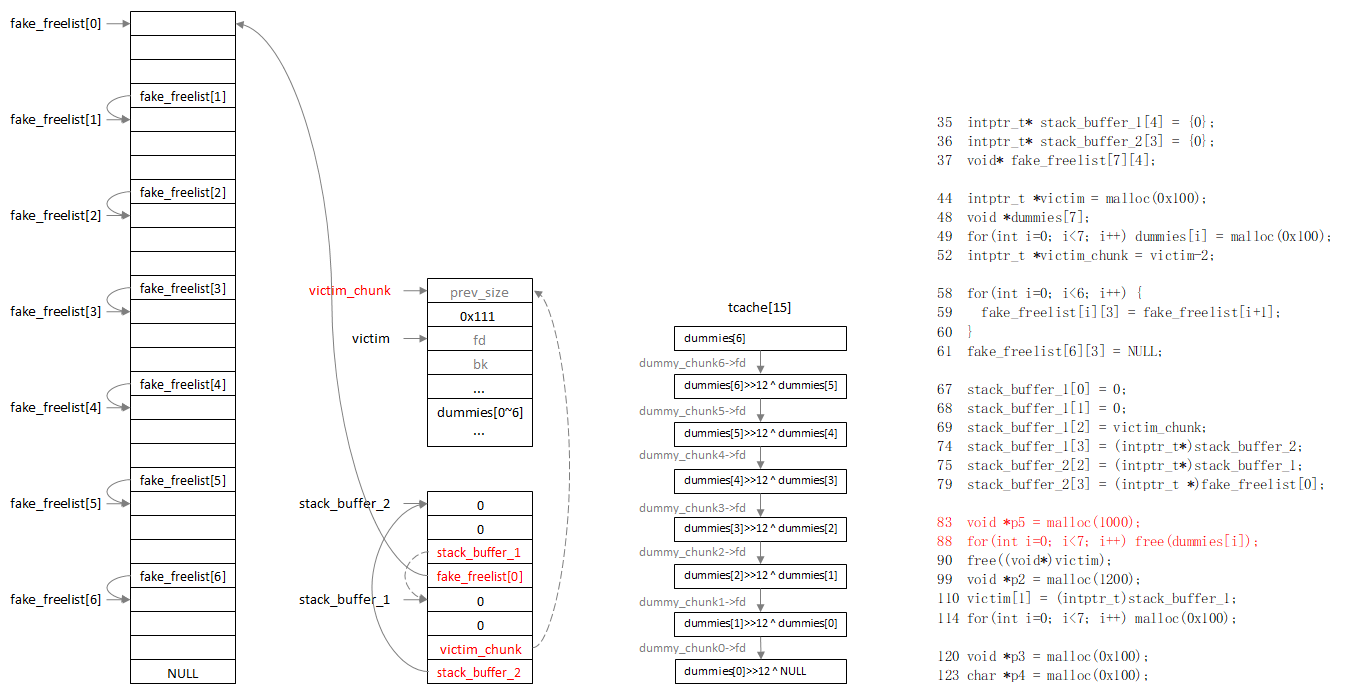 fake_freelist[0]
fake_freelist[1]
fake_freelist[1]
fake_freelist[2]
fake_freelist[2]
fake_freelist[3]
fake_freelist[3]
fake_freelist[4]
fake_freelist[4]
fake_freelist[5]
fake_freelist[5]
fake_freelist[6]
fake_freelist[6]
NULL
victim_chunk
prev_size
0x111
victim
fd
bk
...
dummies[0~6]
...
stack_buffer_2
0
0
stack_buffer_1
fake_freelist[0]
stack_buffer_1
0
0
victim_chunk
stack_buffer_2
tcache[15]
dummies[6]
dummy_chunk6->fd
dummies[6]>>12 ^ dummies[5]
dummy_chunk5->fd
dummies[5]>>12 ^ dummies[4]
dummy_chunk4->fd
dummies[4]>>12 ^ dummies[3]
dummy_chunk3->fd
dummies[3]>>12 ^ dummies[2]
dummy_chunk2->fd
dummies[2]>>12 ^ dummies[1]
dummy_chunk1->fd
dummies[1]>>12 ^ dummies[0]
dummy_chunk0->fd
dummies[0]>>12 ^ NULL
35 intptr_t* stack_buffer_1[4] = {0};
36 intptr_t* stack_buffer_2[3] = {0};
37 void* fake_freelist[7][4];
44 intptr_t *victim = malloc(0x100);
48 void *dummies[7];
49 for(int i=0; i<7; i++) dummies[i] = malloc(0x100);
52 intptr_t *victim_chunk = victim-2;
58 for(int i=0; i<6; i++) {
59 fake_freelist[i][3] = fake_freelist[i+1];
60 }
61 fake_freelist[6][3] = NULL;
67 stack_buffer_1[0] = 0;
68 stack_buffer_1[1] = 0;
69 stack_buffer_1[2] = victim_chunk;
74 stack_buffer_1[3] = (intptr_t*)stack_buffer_2;
75 stack_buffer_2[2] = (intptr_t*)stack_buffer_1;
79 stack_buffer_2[3] = (intptr_t *)fake_freelist[0];
83 void *p5 = malloc(1000);
88 for(int i=0; i<7; i++) free(dummies[i]);
90 free((void*)victim);
99 void *p2 = malloc(1200);
110 victim[1] = (intptr_t)stack_buffer_1;
114 for(int i=0; i<7; i++) malloc(0x100);
120 void *p3 = malloc(0x100);
123 char *p4 = malloc(0x100);